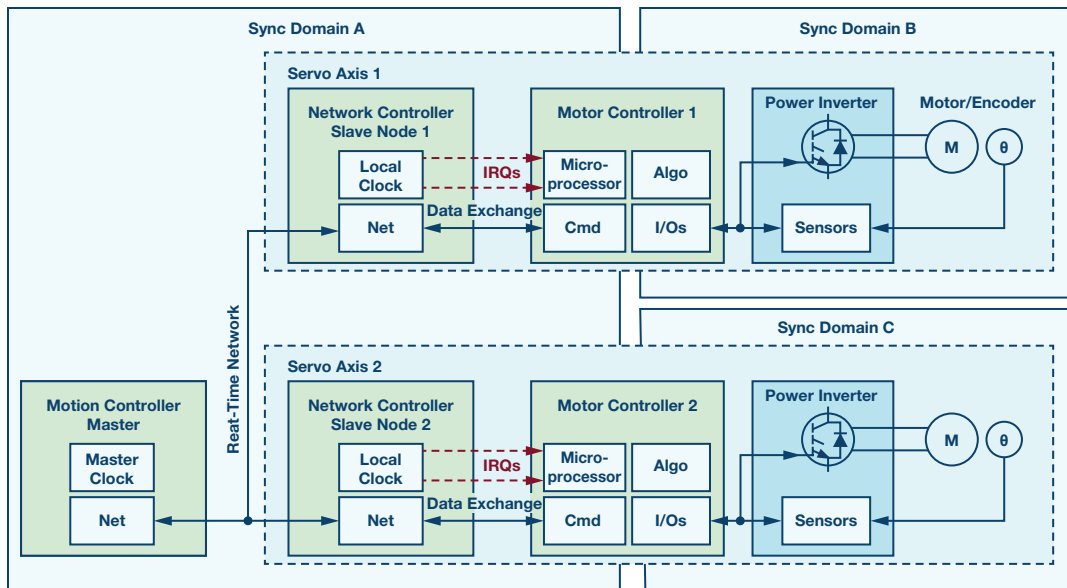 Sync Domain A
Sync Domain B
Servo Axis 1
Network Controller
Slave Node 1
Motor Controller 1
Power Inverter
Motor/Encoder
Local
Clock
IRQs
Micro-
processor
Algo
M
θ
Net
Data Exchange
Cmd
I/Os
Sensors
Reat-Time Network
Sync Domain C
Servo Axis 2
Motion Controller
Master
Master
Clock
Net
Network Controller
Slave Node 2
Motor Controller 2
Power Inverter
Local
Clock
IRQs
Micro-
processor
Algo
M
θ
Net
Data Exchange
Cmd
I/Os
Sensors